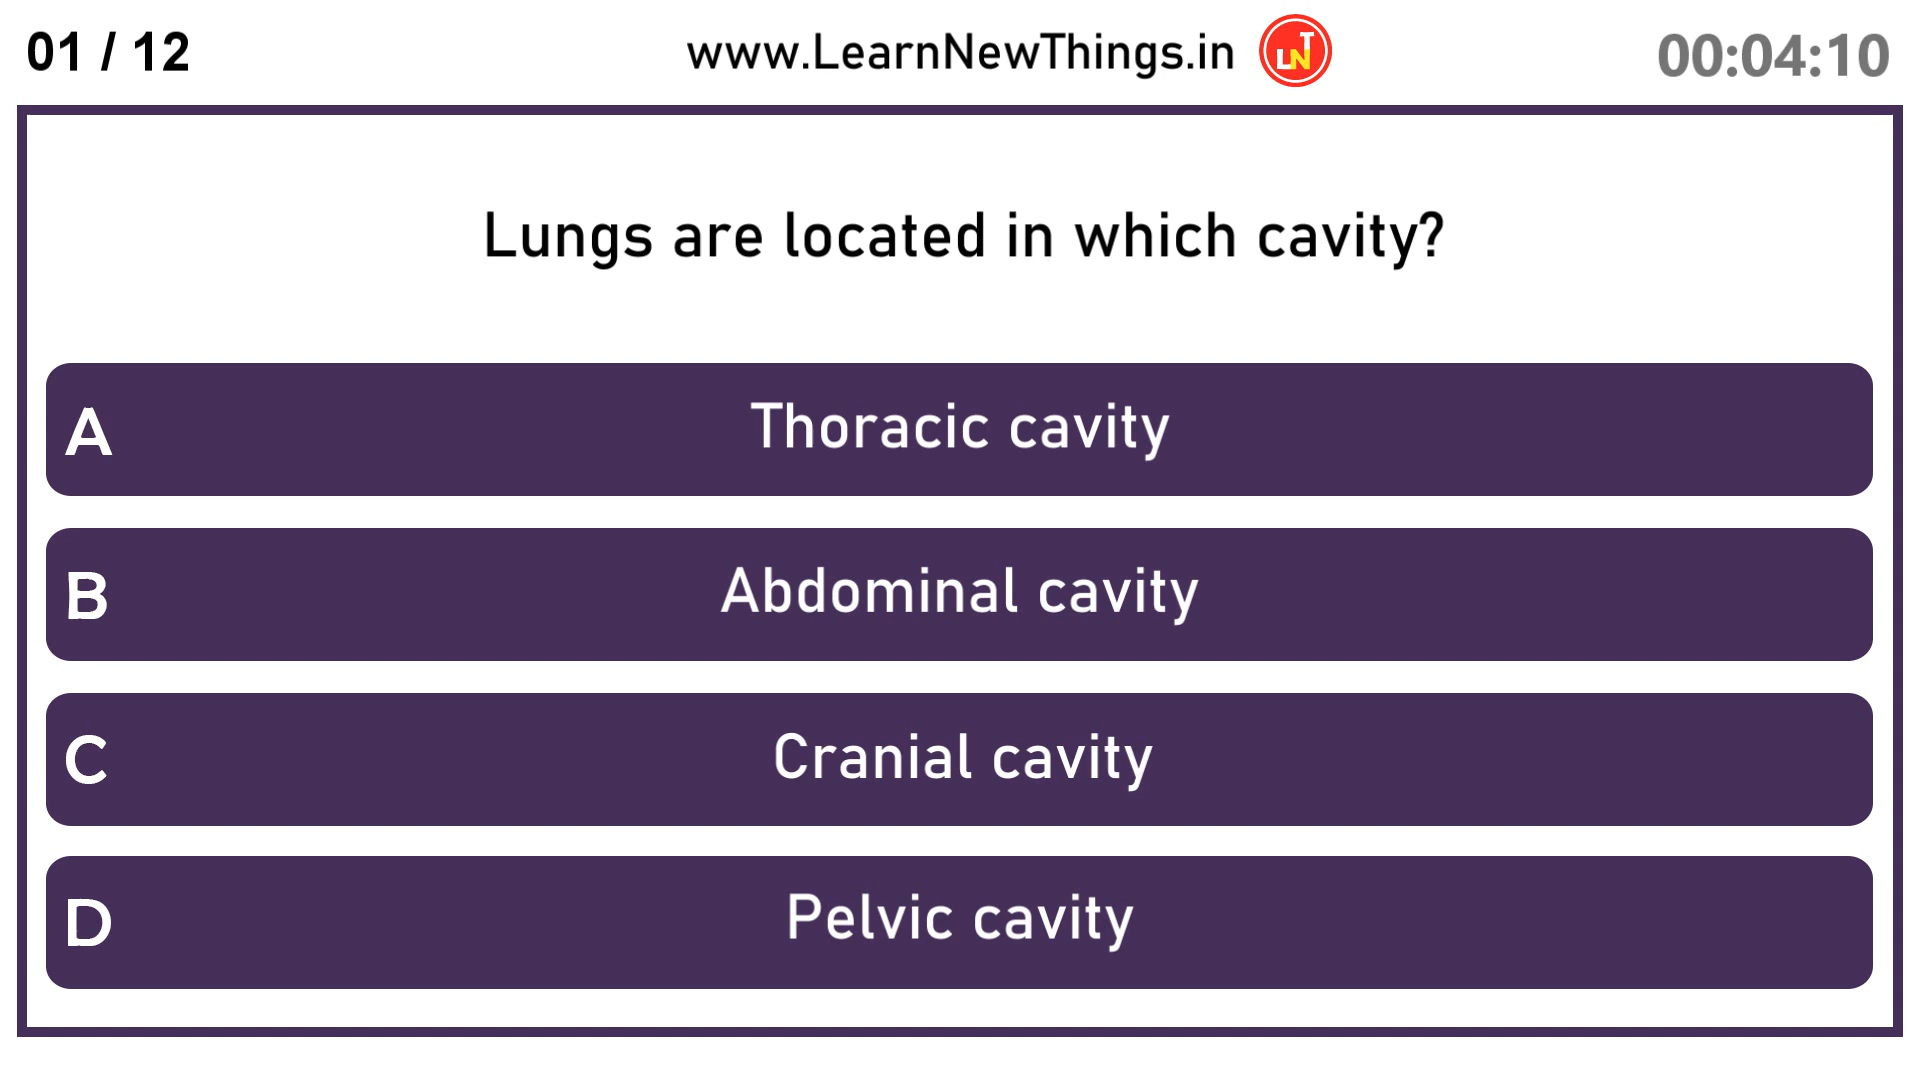 01 / 12
www.LearnNewThings.in
LNT
00:04:10
Lungs are located in which cavity?
A Thoracic cavity
B Abdominal cavity
C Cranial cavity
D Pelvic cavity